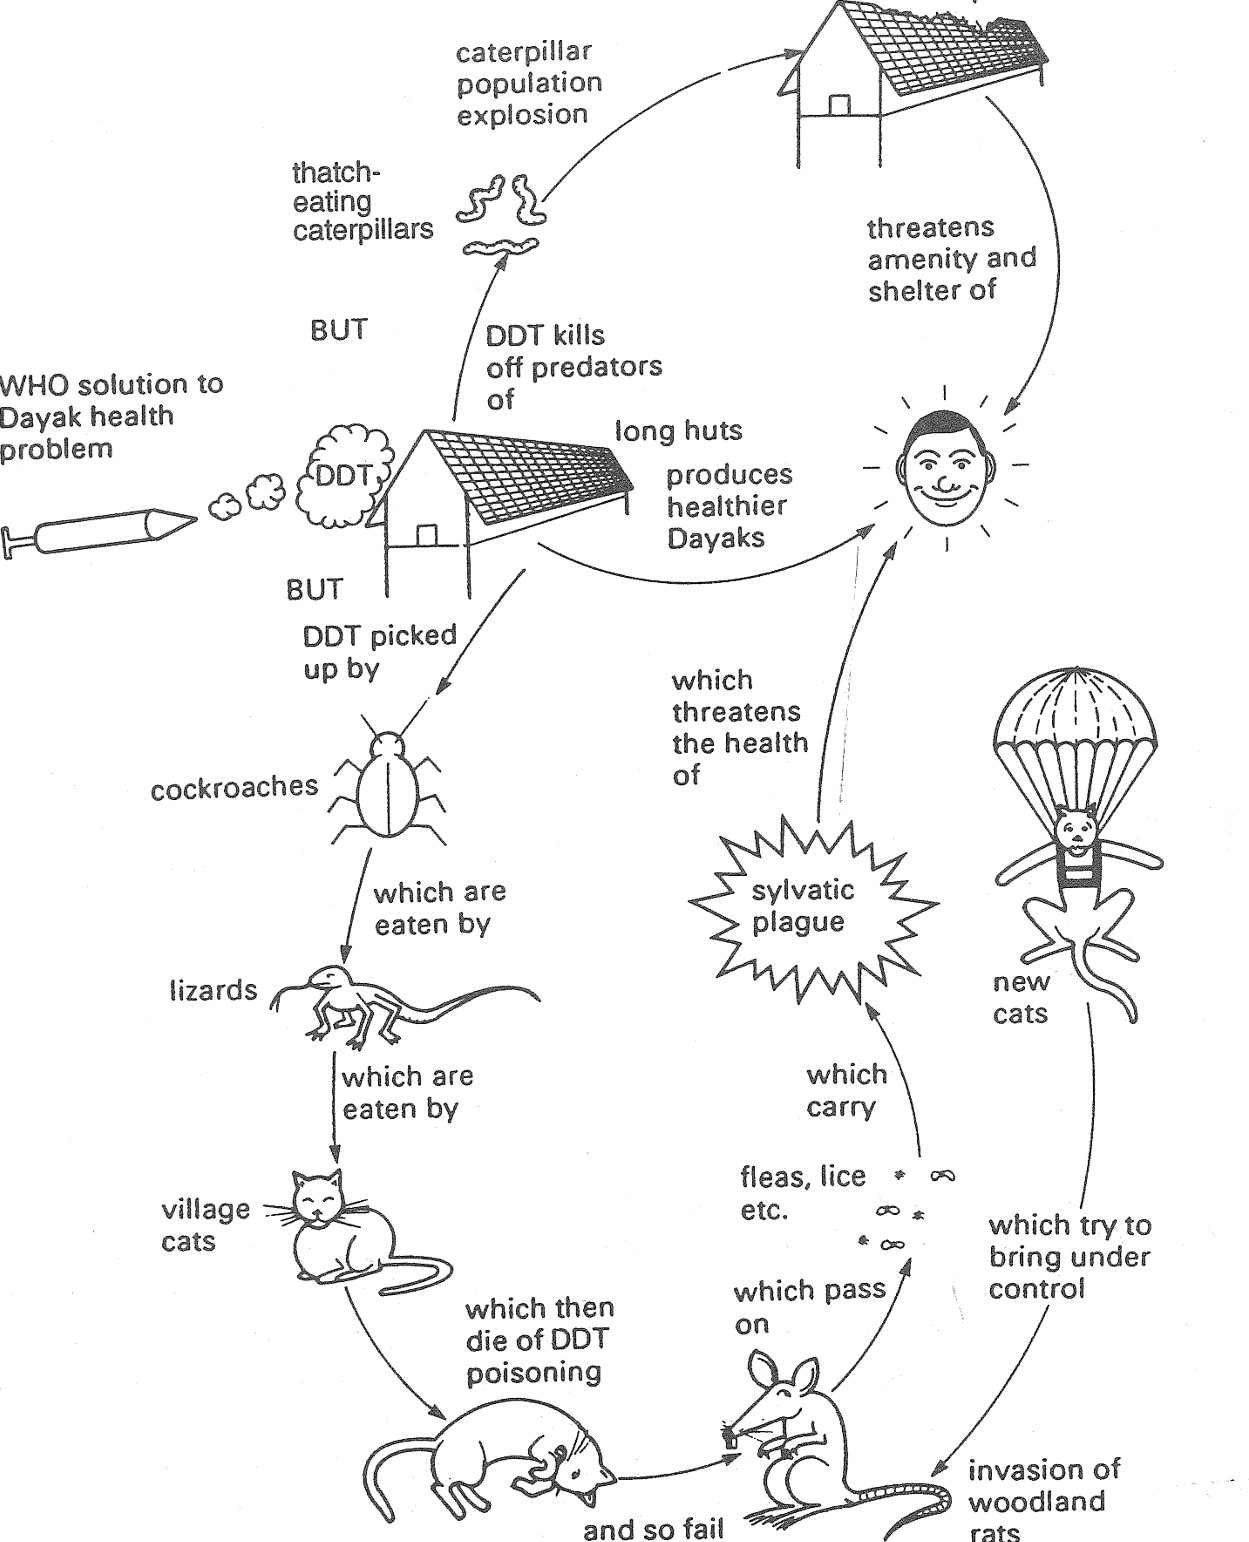 caterpillar
population
explosion
thatch-
eating
caterpillars
threatens
amenity and
shelter of
BUT
DDT kills
off predators
of
WHO solution to
Dayak health
problem
DDT
long huts
produces
healthier
Dayaks
BUT
DDT picked
up by
which
threatens
the health
of
cockroaches
which are
eaten by
sylvatic
plague
lizards
new
cats
which are
eaten by
which
carry
fleas, lice
etc.
village
cats
which try to
bring under
control
which pass
on
which then
die of DDT
poisoning
invasion of
woodland
rats
and so fail